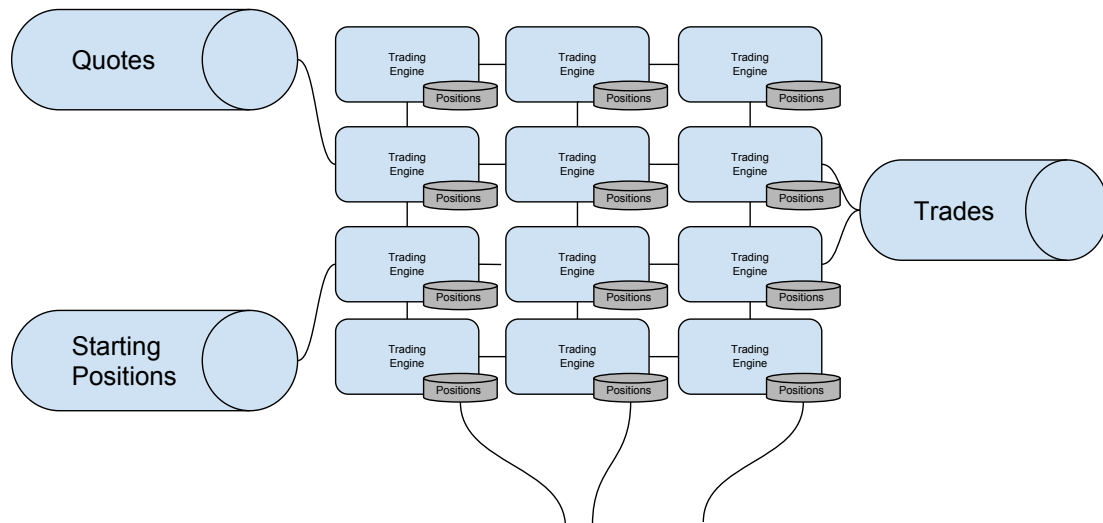 Quotes
Trading
Engine
Positions
Trading
Engine
Positions
Trading
Engine
Positions
Trading
Engine
Positions
Trading
Engine
Positions
Trading
Engine
Positions
Trades
Trading
Engine
Positions
Trading
Engine
Positions
Trading
Engine
Positions
Starting
Positions
Trading
Engine
Positions
Trading
Engine
Positions
Trading
Engine
Positions